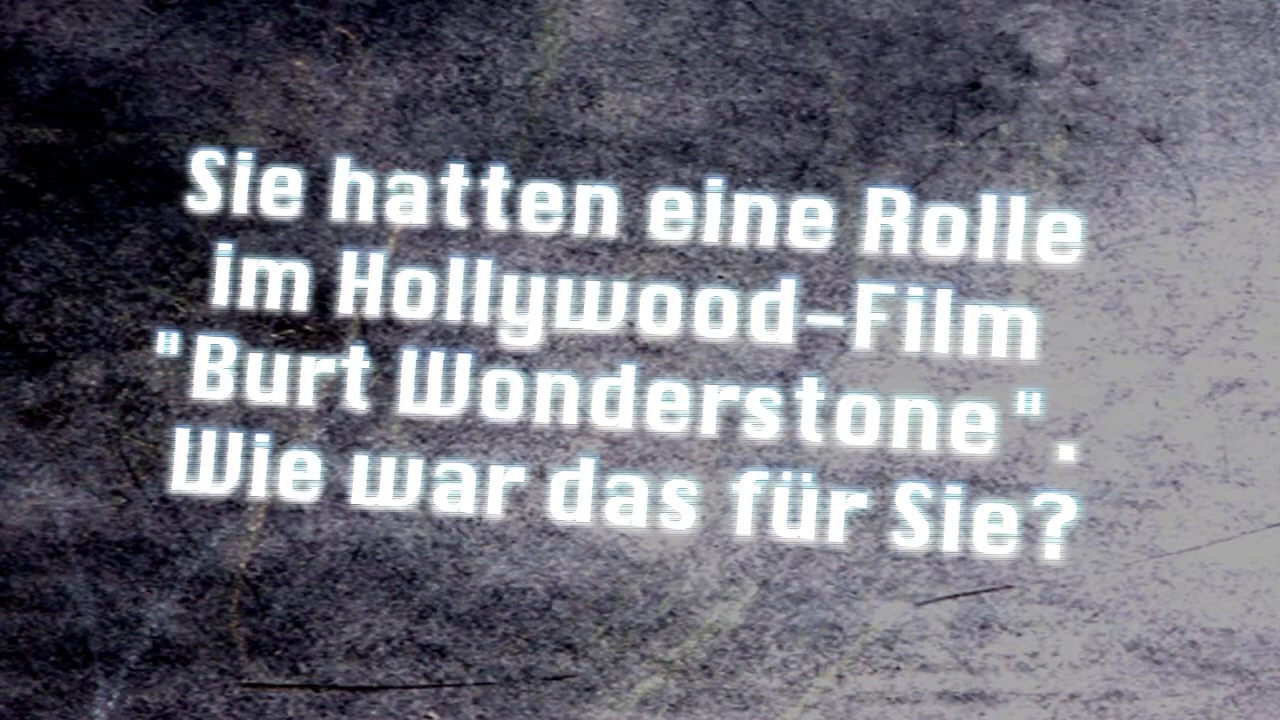 Sie hatten eine Rolle
im Hollywood-Film
"Burt Wonderstone".
Wie war das für Sie?